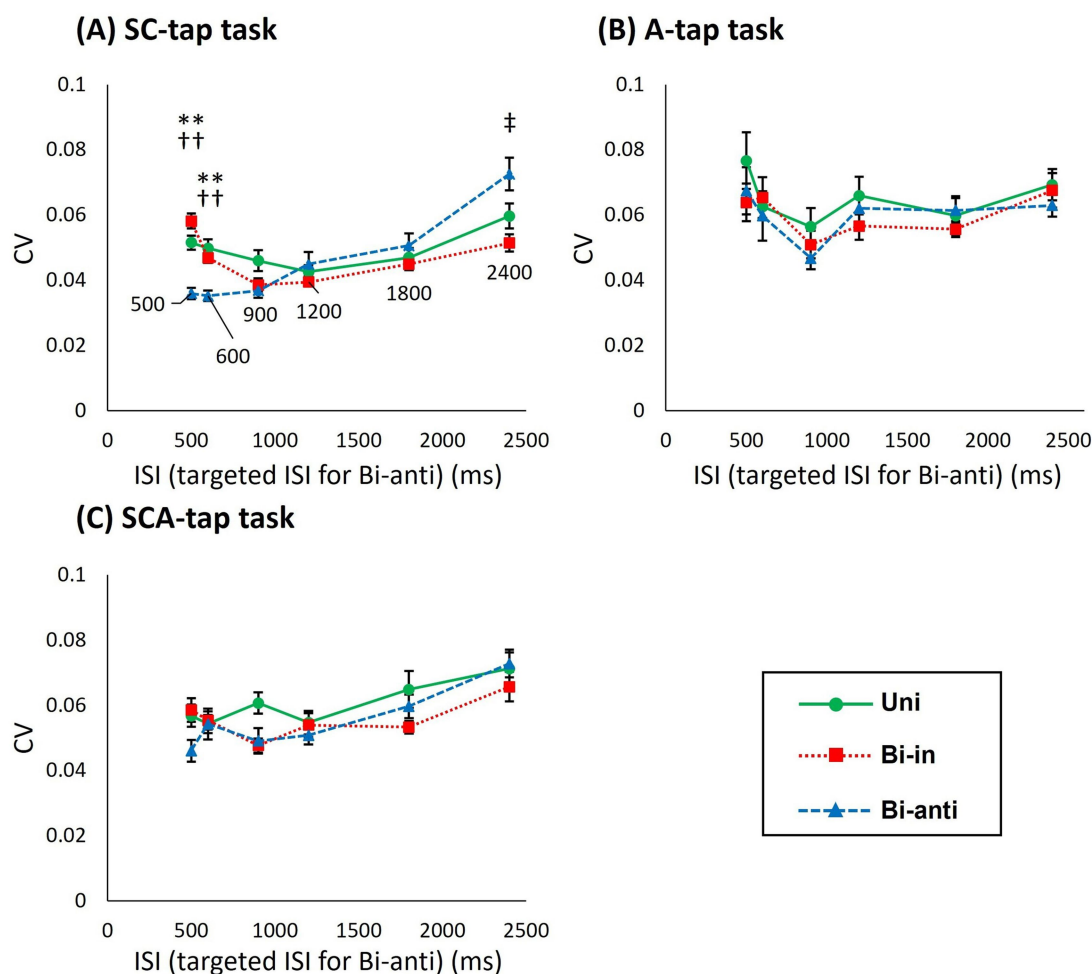 (A) SC-tap task
CV
0.1
0.08
0.06
0.04
0.02
0
**
††
**
††
‡
500
600
900
1200
1800
2400
0 500 1000 1500 2000 2500
ISI (targeted ISI for Bi-anti) (ms)
(B) A-tap task
CV
0.1
0.08
0.06
0.04
0.02
0
0 500 1000 1500 2000 2500
ISI (targeted ISI for Bi-anti) (ms)
(C) SCA-tap task
CV
0.1
0.08
0.06
0.04
0.02
0
0 500 1000 1500 2000 2500
ISI (targeted ISI for Bi-anti) (ms)
Uni
Bi-in
Bi-anti